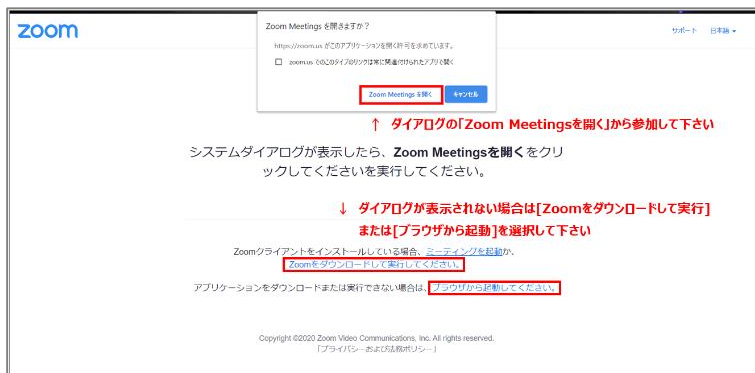 zoom
サポート 日本語
Zoom Meetings を開きますか?
https://zoom.us がこのアプリケーションを開く許可を求めています。
zoom.us でのこのタイプのリンクは常に関連付けられたアプリで開く
Zoom Meetings を開く キャンセル
↑ ダイアログの「Zoom Meetingsを開く」から参加して下さい
システムダイアログが表示したら、Zoom Meetingsを開くをクリ
ックしてくださいを実行してください。
↓ ダイアログが表示されない場合は[Zoomをダウンロードして実行]
または[ブラウザから起動]を選択して下さい
Zoomクライアントをインストールしている場合、ミーティングを起動か、
Zoomをダウンロードして実行してください。
アプリケーションをダウンロードまたは実行できない場合は、ブラウザから起動してください。
Copyright ©2020 Zoom Video Communications, Inc. All rights reserved.
「プライバシーおよび法務ポリシー」